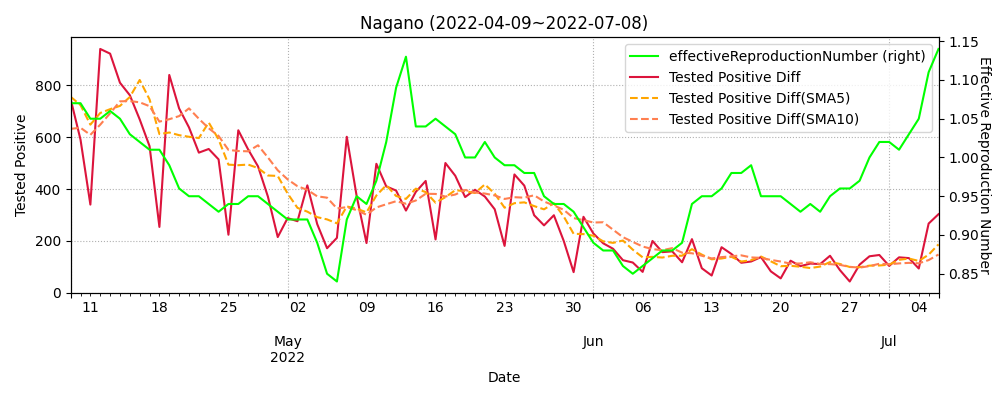 Nagano (2022-04-09~2022-07-08)
effectiveReproductionNumber (right)
Tested Positive Diff
Tested Positive Diff(SMA5)
Tested Positive Diff(SMA10)
Tested Positive
800
600
400
200
0
1.15
1.10
1.05
1.00
0.95
0.90
0.85
Effective Reproduction Number
11 18 25 02 09 16 23 30 06 13 20 27 04
May Jun Jul
2022
Date